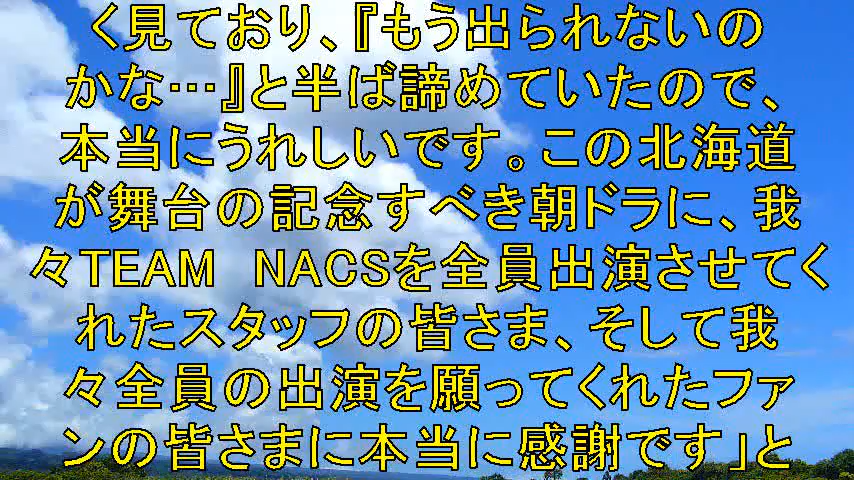 く見ており、『もう出られないの
かな…』と半ば諦めていたので、
本当にうれしいです。この北海道
が舞台の記念すべき朝ドラに、我
々TEAM　NACSを全員出演させてく
れたスタッフの皆さま、そして我
々全員の出演を願ってくれたファ
ンの皆さまに本当に感謝です」と